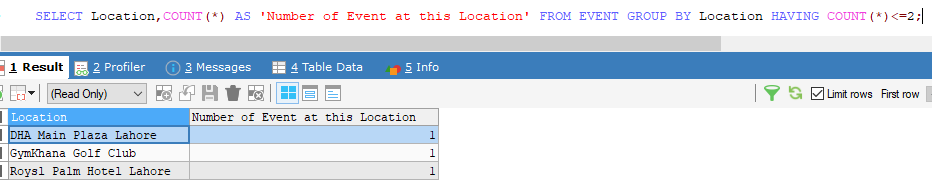 SELECT Location,COUNT(*) AS 'Number of Event at this Location' FROM EVENT GROUP BY Location HAVING COUNT(*)<=2;
1 Result 2 Profiler 3 Messages 4 Table Data 5 Info
(Read Only) Limit rows First row
Location Number of Event at this Location
DHA Main Plaza Lahore 1
GymKhana Golf Club 1
Roysl Palm Hotel Lahore 1